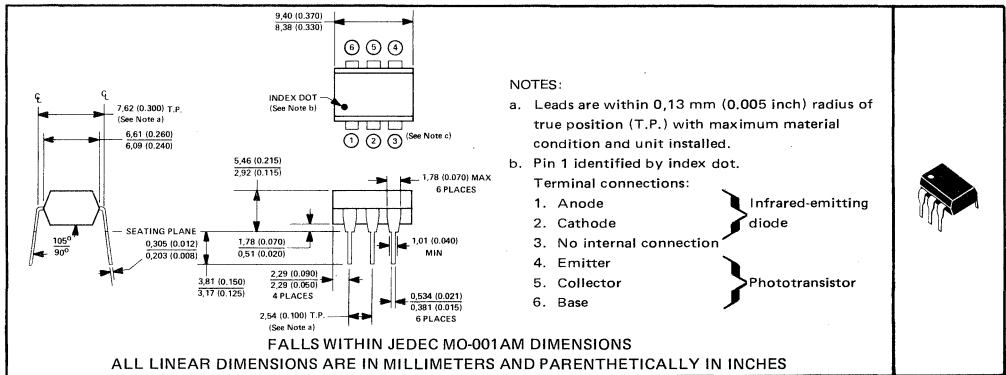 9,40 (0.370)
8,38 (0.330)
6 5 4
INDEX DOT
(See Note b)
1 2 3 (See Note c)
℄ ℄
7,62 (0.300) T.P.
(See Note a)
6,61 (0.260)
6,09 (0.240)
5,46 (0.215)
2,92 (0.115)
1,78 (0.070) MAX
6 PLACES
SEATING PLANE
105°
90°
0,305 (0.012)
0,203 (0.008)
1,78 (0.070)
0,51 (0.020)
1,01 (0.040)
MIN
3,81 (0.150)
3,17 (0.125)
2,29 (0.090)
2,29 (0.050)
4 PLACES
0,534 (0.021)
0,381 (0.015)
6 PLACES
2,54 (0.100) T.P.
(See Note a)
NOTES:
a. Leads are within 0,13 mm (0.005 inch) radius of
true position (T.P.) with maximum material
condition and unit installed.
b. Pin 1 identified by index dot.
Terminal connections:
1. Anode
2. Cathode
3. No internal connection
Infrared-emitting
diode
4. Emitter
5. Collector
6. Base
Phototransistor
FALLS WITHIN JEDEC MO-001AM DIMENSIONS
ALL LINEAR DIMENSIONS ARE IN MILLIMETERS AND PARENTHETICALLY IN INCHES